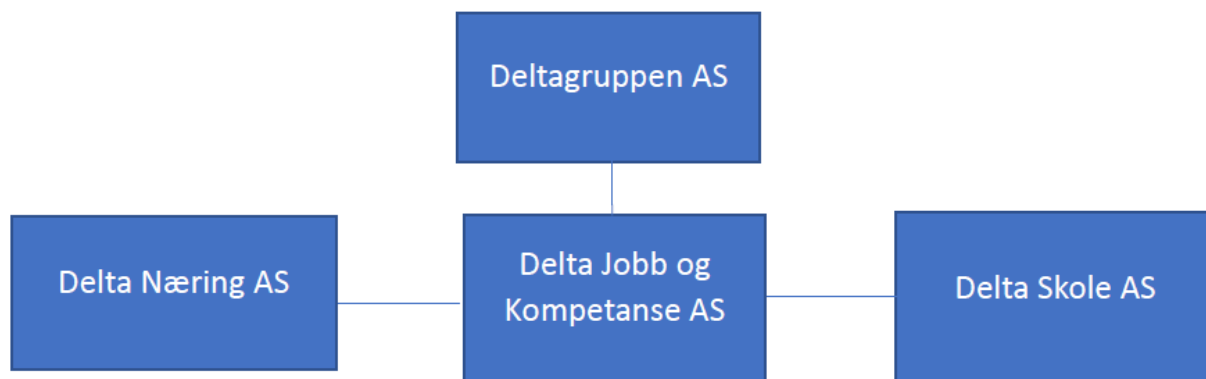 Deltagruppen AS
Delta Næring AS
Delta Jobb og
Kompetanse AS
Delta Skole AS